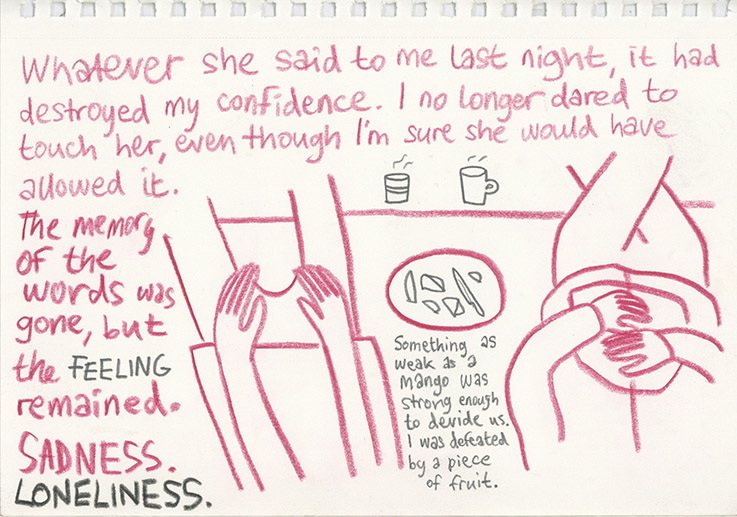 Whatever she said to me last night, it had
destroyed my confidence. I no longer dared to
touch her, even though I'm sure she would have
allowed it.
The memory
of the
words was
gone, but
the FEELING
remained.
SADNESS.
LONELINESS.
Something as
weak as a
mango was
strong enough
to devide us.
I was defeated
by a piece
of fruit.